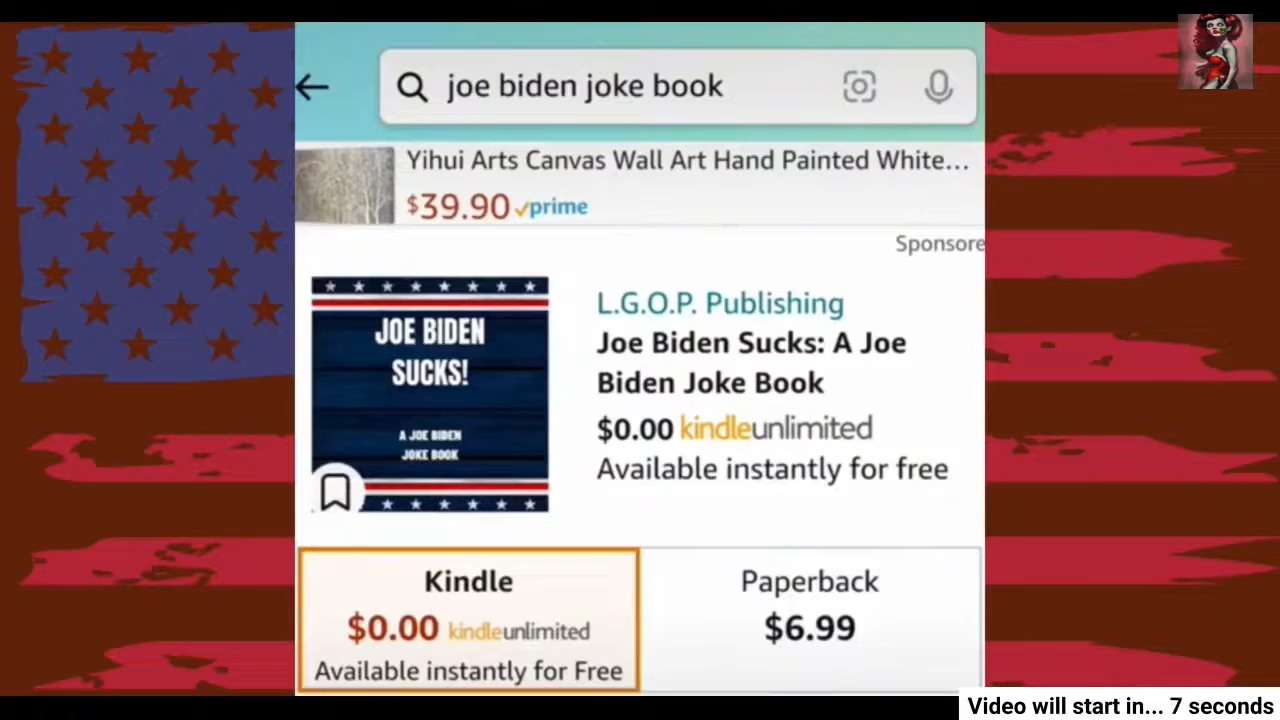 joe biden joke book
Yihui Arts Canvas Wall Art Hand Painted White...
$39.90 prime
Sponsore
JOE BIDEN
SUCKS!
A JOE BIDEN
JOKE BOOK
L.G.O.P. Publishing
Joe Biden Sucks: A Joe
Biden Joke Book
$0.00 kindleunlimited
Available instantly for free
Kindle
$0.00 kindleunlimited
Available instantly for Free
Paperback
$6.99
Video will start in... 7 seconds